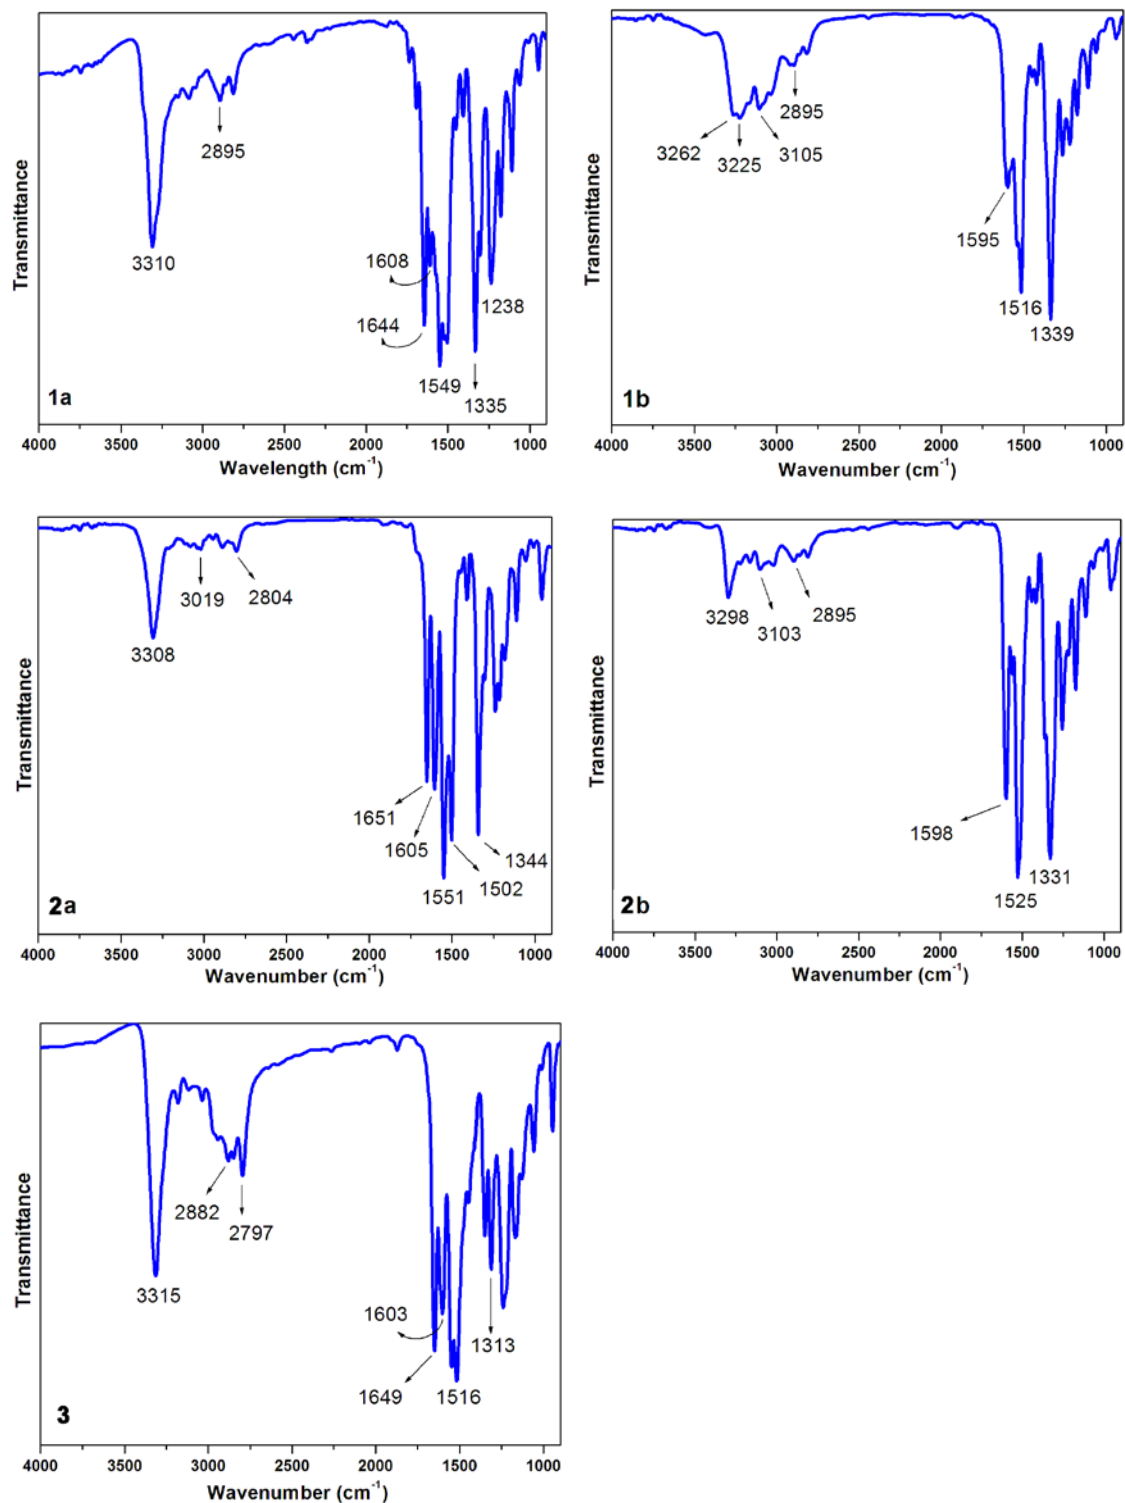 Transmittance
3310
2895
1608
1644
1549
1335
1238
1a
4000 3500 3000 2500 2000 1500 1000
Wavelength (cm-1)
Transmittance
3262
3225
3105
2895
1595
1516
1339
1b
4000 3500 3000 2500 2000 1500 1000
Wavenumber (cm-1)
Transmittance
3308
3019
2804
1651
1605
1551
1502
1344
2a
4000 3500 3000 2500 2000 1500 1000
Wavenumber (cm-1)
Transmittance
3298
3103
2895
1598
1525
1331
2b
4000 3500 3000 2500 2000 1500 1000
Wavenumber (cm-1)
Transmittance
3315
2882
2797
1603
1649
1516
1313
3
4000 3500 3000 2500 2000 1500 1000
Wavenumber (cm-1)